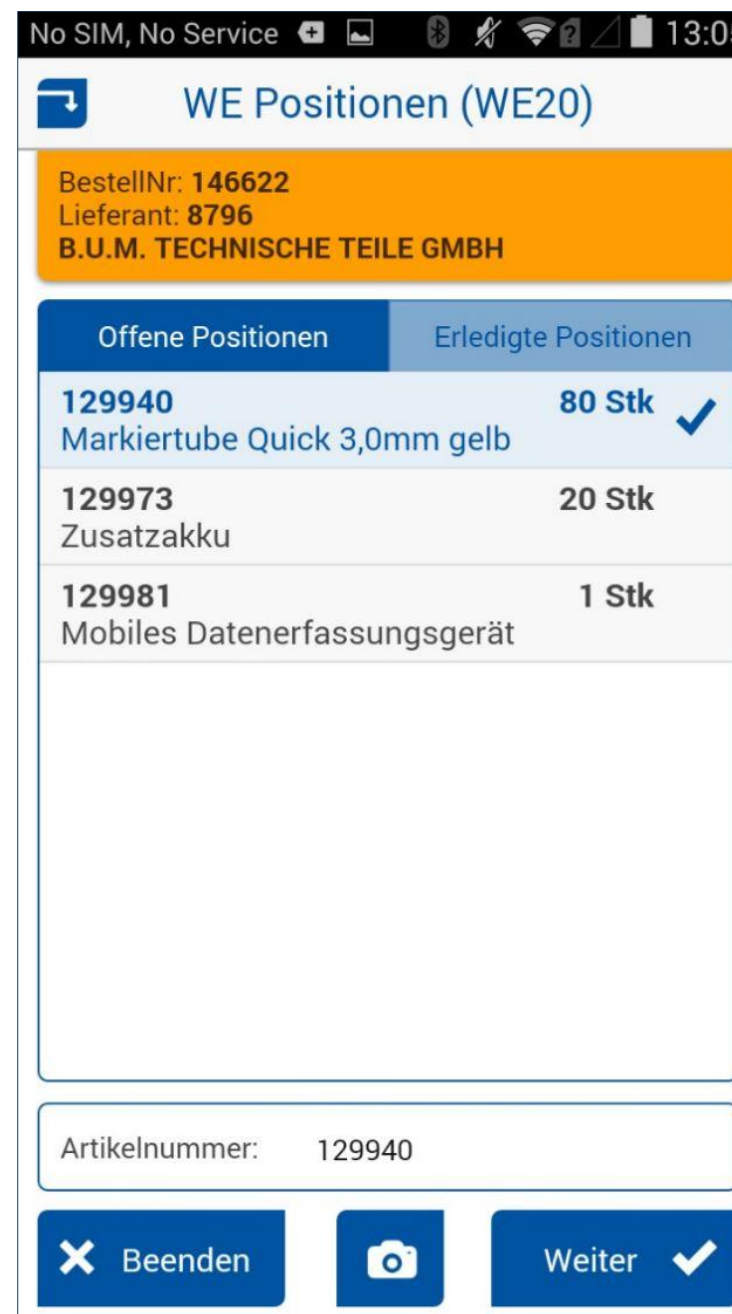 No SIM, No Service 13:05
WE Positionen (WE20)
BestellNr: 146622
Lieferant: 8796
B.U.M. TECHNISCHE TEILE GMBH
Offene Positionen Erledigte Positionen
129940 80 Stk
Markiertube Quick 3,0mm gelb
129973 20 Stk
Zusatzakku
129981 1 Stk
Mobiles Datenerfassungsgerät
Artikelnummer: 129940
Beenden Weiter